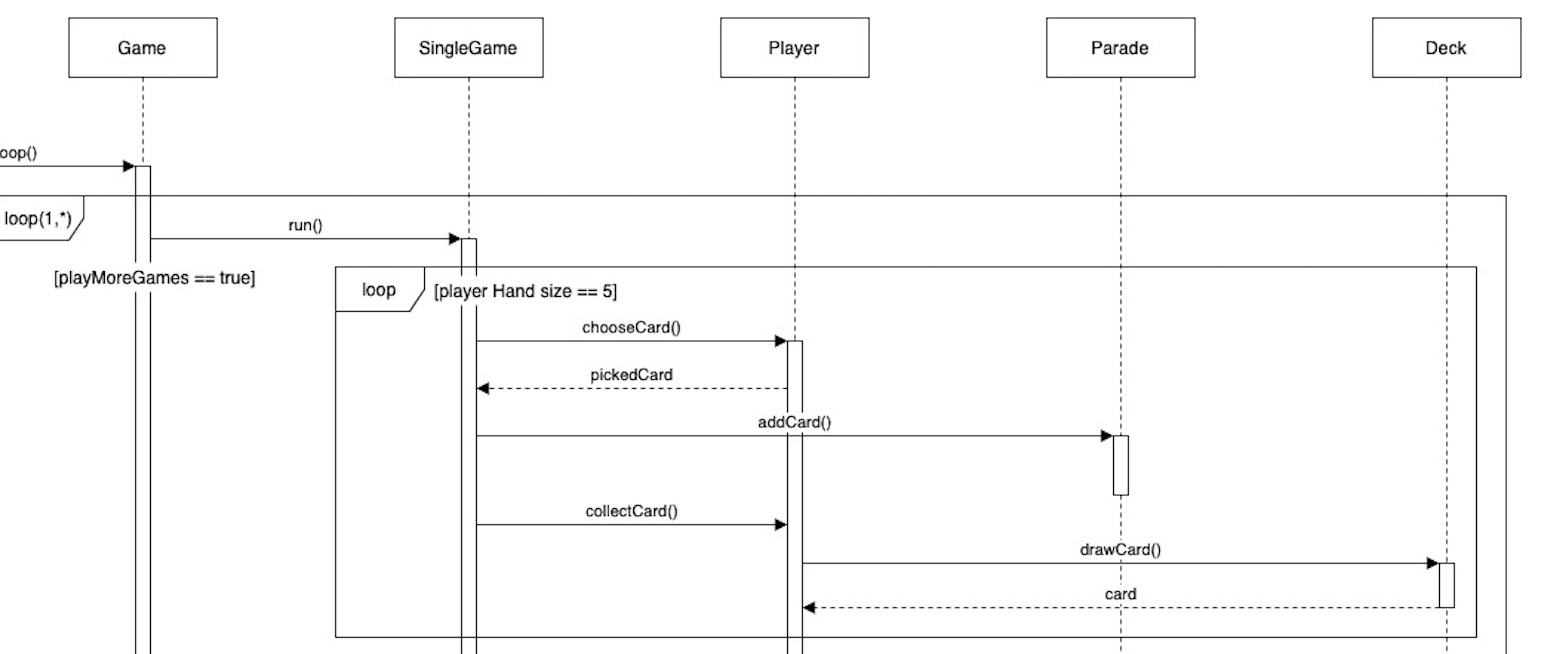 Game
SingleGame
Player
Parade
Deck
oop()
loop(1,*)
run()
[playMoreGames == true]
loop
[player Hand size == 5]
chooseCard()
pickedCard
addCard()
collectCard()
drawCard()
card